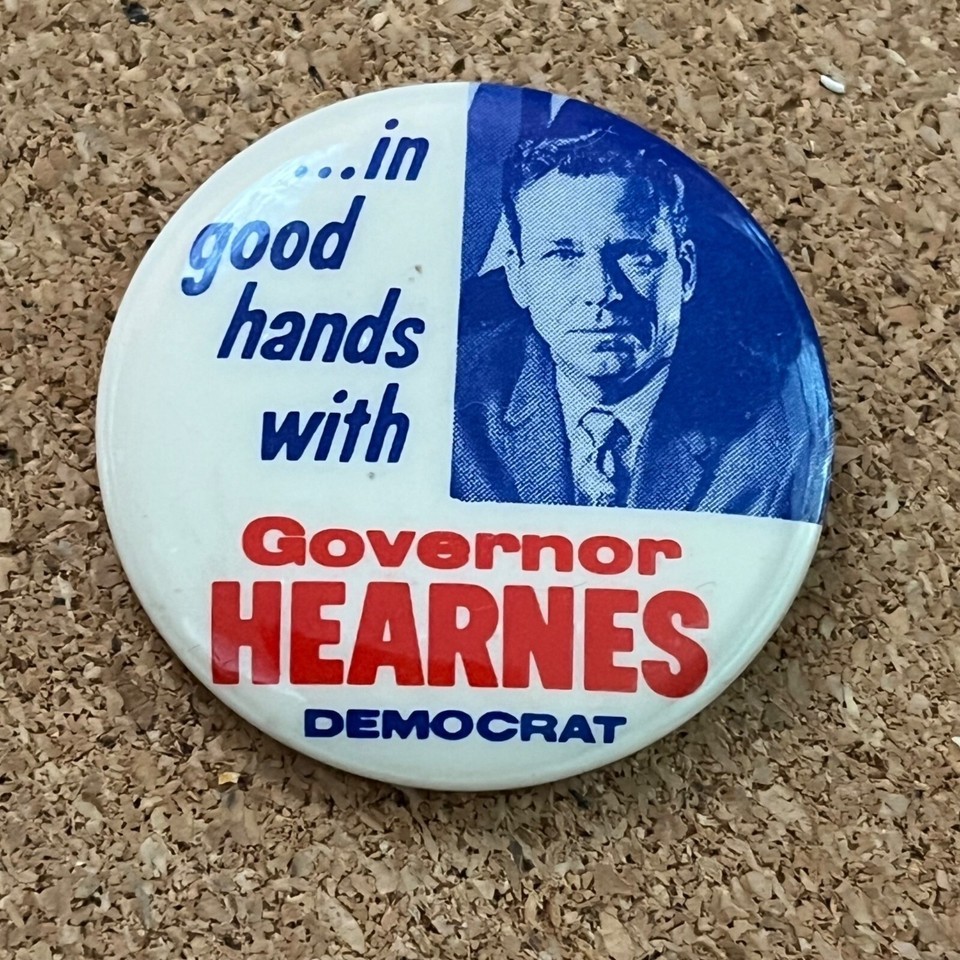 ...in
good
hands
with
Governor
HEARNES
DEMOCRAT